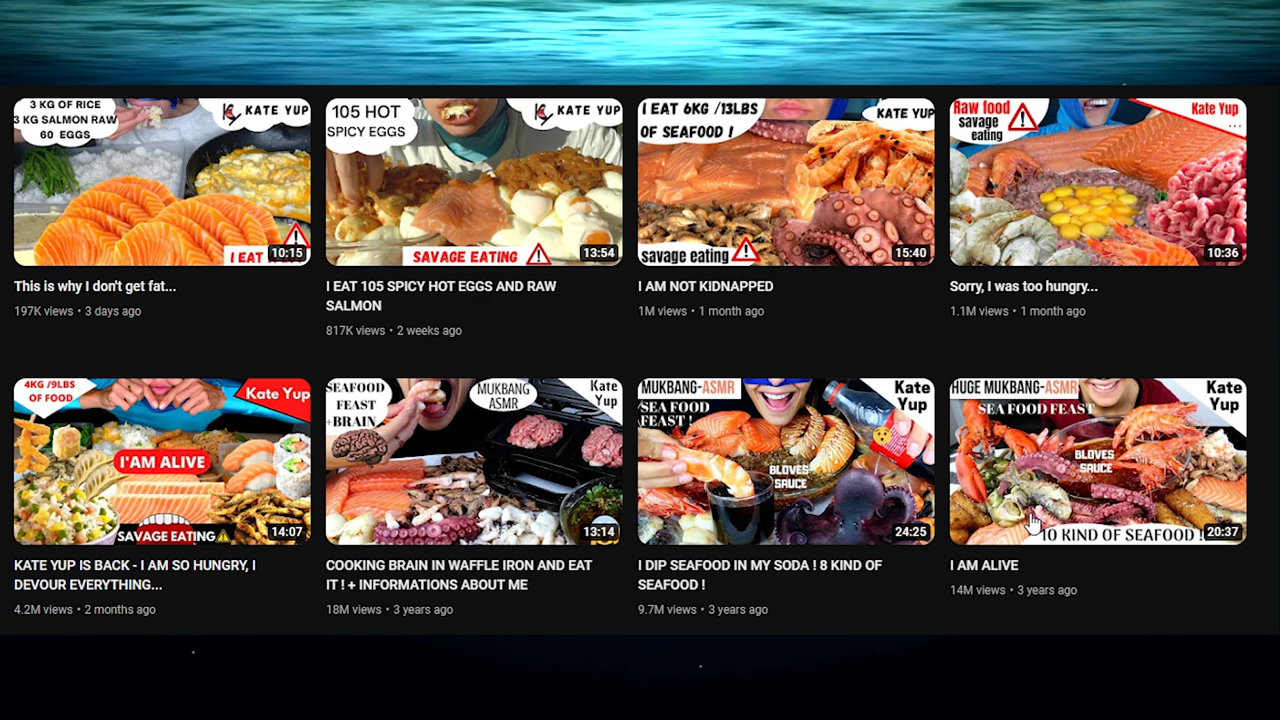 3 KG OF RICE
3 KG SALMON RAW
60 EGGS
KATE YUP
I EAT
10:15
This is why I don't get fat...
197K views • 3 days ago
105 HOT
SPICY EGGS
KATE YUP
SAVAGE EATING
13:54
I EAT 105 SPICY HOT EGGS AND RAW
SALMON
817K views • 2 weeks ago
I EAT 6KG /13LBS
OF SEAFOOD !
KATE YUP
savage eating
15:40
I AM NOT KIDNAPPED
1M views • 1 month ago
Raw food
savage
eating
Kate Yup
...
10:36
Sorry, I was too hungry...
1.1M views • 1 month ago
4KG /9LBS
OF FOOD
Kate Yup
I'AM ALIVE
SAVAGE EATING
14:07
KATE YUP IS BACK - I AM SO HUNGRY, I
DEVOUR EVERYTHING...
4.2M views • 2 months ago
SEAFOOD
FEAST
+BRAIN
MUKBANG
ASMR
Kate
Yup
13:14
COOKING BRAIN IN WAFFLE IRON AND EAT
IT ! + INFORMATIONS ABOUT ME
18M views • 3 years ago
MUKBANG-ASMR
SEA FOOD
FEAST !
Kate
Yup
BLOVES
SAUCE
24:25
I DIP SEAFOOD IN MY SODA ! 8 KIND OF
SEAFOOD !
9.7M views • 3 years ago
HUGE MUKBANG-ASMR
SEA FOOD FEAST
Kate
Yup
BLOVES
SAUCE
10 KIND OF SEAFOOD !
20:37
I AM ALIVE
14M views • 3 years ago